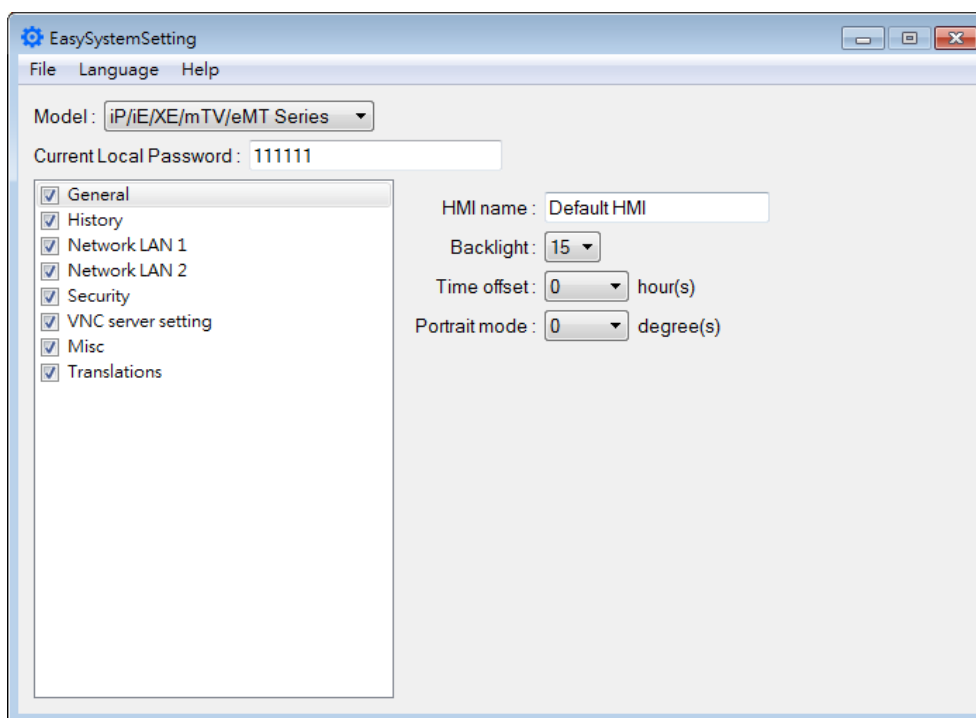 EasySystemSetting
File Language Help
Model : iP/iE/XE/mTV/eMT Series
Current Local Password : 111111
General
History
Network LAN 1
Network LAN 2
Security
VNC server setting
Misc
Translations
HMI name : Default HMI
Backlight : 15
Time offset : 0 hour(s)
Portrait mode : 0 degree(s)